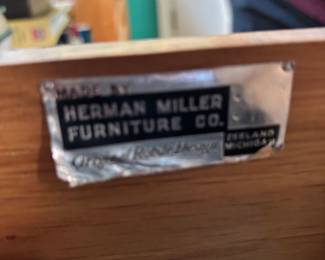 MADE BY
HERMAN MILLER
FURNITURE CO.
ZEELAND
MICHIGAN